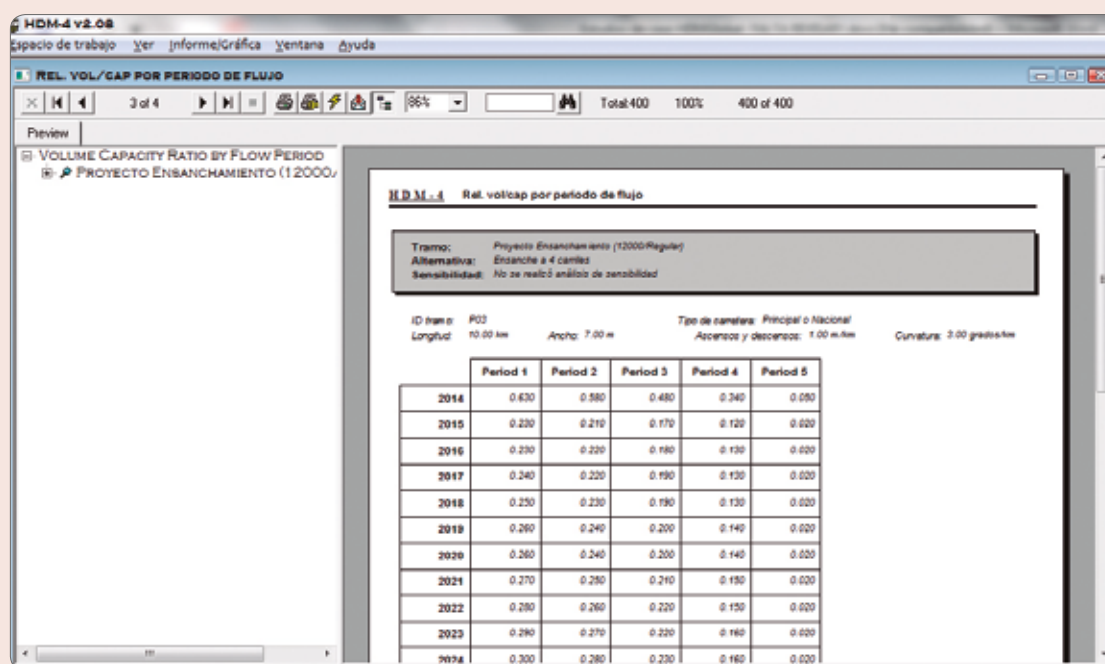 HDM-4 v2.08
Espacio de trabajo Ver Informe/Gráfica Ventana Ayuda
REL. VOL/CAP POR PERIODO DE FLUJO
3 of 4 86% Total:400 100% 400 of 400
Preview
VOLUME CAPACITY RATIO BY FLOW PERIOD
PROYECTO ENSANCHAMIENTO (12000/
HDM-4 Rel. vol/cap por periodo de flujo
Tramo: Proyecto Ensanchamiento (12000/Regular)
Alternativa: Ensanche a 4 carriles
Sensibilidad: No se realizó análisis de sensibilidad
ID tramo: P03 Tipo de carretera: Principal o Nacional
Longitud: 10.00 km Ancho: 7.00 m Ascensos y descensos: 1.00 m/km Curvatura: 3.00 grados/km
Period 1 Period 2 Period 3 Period 4 Period 5
2014 0.630 0.580 0.480 0.340 0.050
2015 0.230 0.210 0.170 0.120 0.020
2016 0.230 0.220 0.180 0.130 0.020
2017 0.240 0.220 0.190 0.130 0.020
2018 0.250 0.230 0.190 0.130 0.020
2019 0.260 0.240 0.200 0.140 0.020
2020 0.260 0.240 0.200 0.140 0.020
2021 0.270 0.250 0.210 0.150 0.020
2022 0.280 0.260 0.220 0.150 0.020
2023 0.290 0.270 0.220 0.160 0.020
2024 0.300 0.280 0.230 0.160 0.020